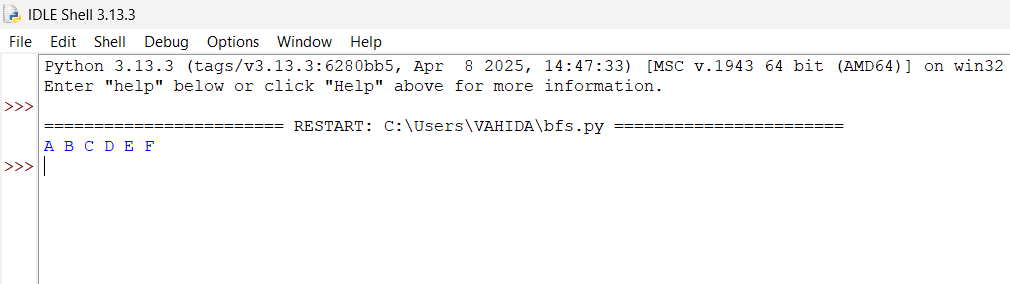 IDLE Shell 3.13.3
File Edit Shell Debug Options Window Help
Python 3.13.3 (tags/v3.13.3:6280bb5, Apr  8 2025, 14:47:33) [MSC v.1943 64 bit (AMD64)] on win32
Enter "help" below or click "Help" above for more information.
>>>
======================== RESTART: C:\Users\VAHIDA\bfs.py =======================
A B C D E F
>>>